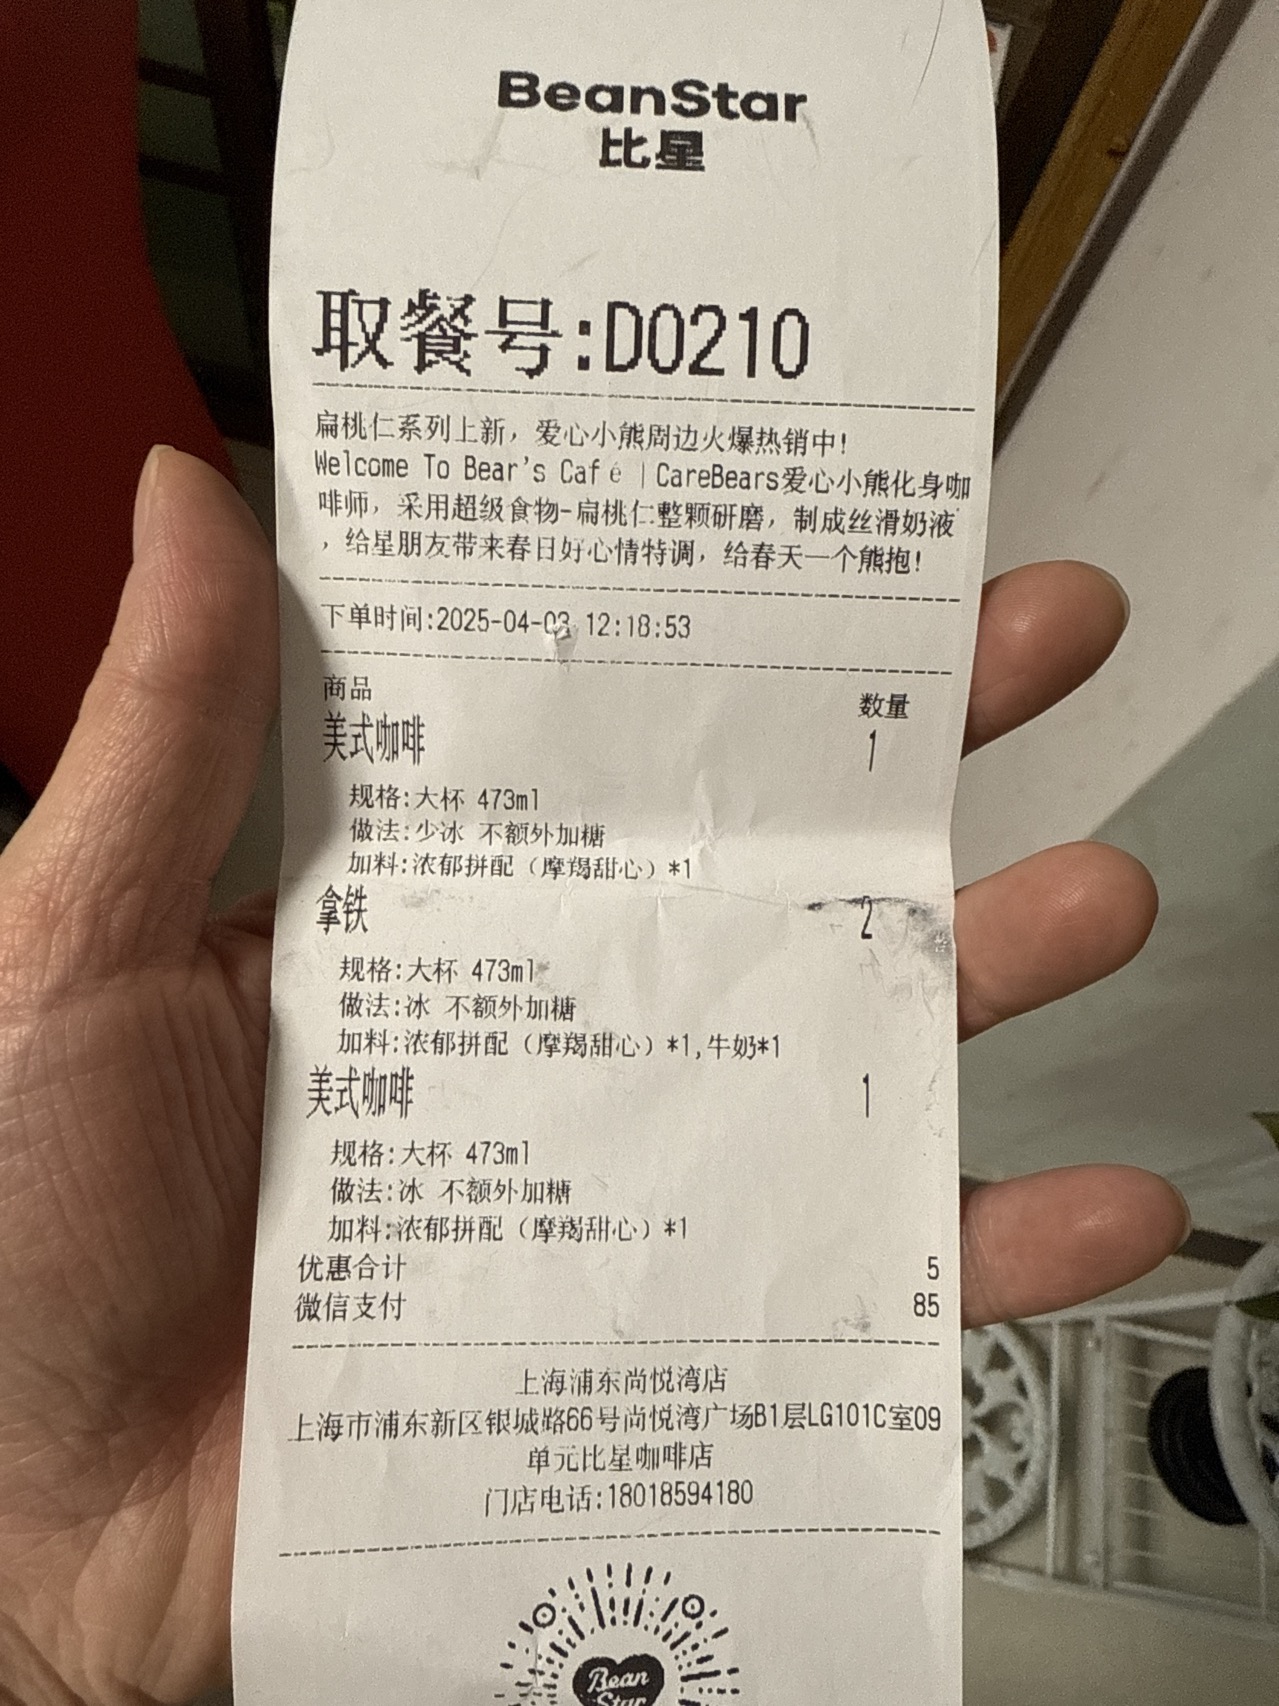 BeanStar
比星
取餐号:D0210
扁桃仁系列上新，爱心小熊周边火爆热销中!
Welcome To Bear's Café | CareBears爱心小熊化身咖
啡师，采用超级食物-扁桃仁整颗研磨，制成丝滑奶液
，给星朋友带来春日好心情特调，给春天一个熊抱!
下单时间:2025-04-03 12:18:53
商品 数量
美式咖啡 1
规格:大杯 473ml
做法:少冰 不额外加糖
加料:浓郁拼配（摩羯甜心）*1
拿铁 2
规格:大杯 473ml
做法:冰 不额外加糖
加料:浓郁拼配（摩羯甜心）*1,牛奶*1
美式咖啡 1
规格:大杯 473ml
做法:冰 不额外加糖
加料:浓郁拼配（摩羯甜心）*1
优惠合计 5
微信支付 85
上海浦东尚悦湾店
上海市浦东新区银城路66号尚悦湾广场B1层LG101C室09
单元比星咖啡店
门店电话:18018594180
Bean
Star